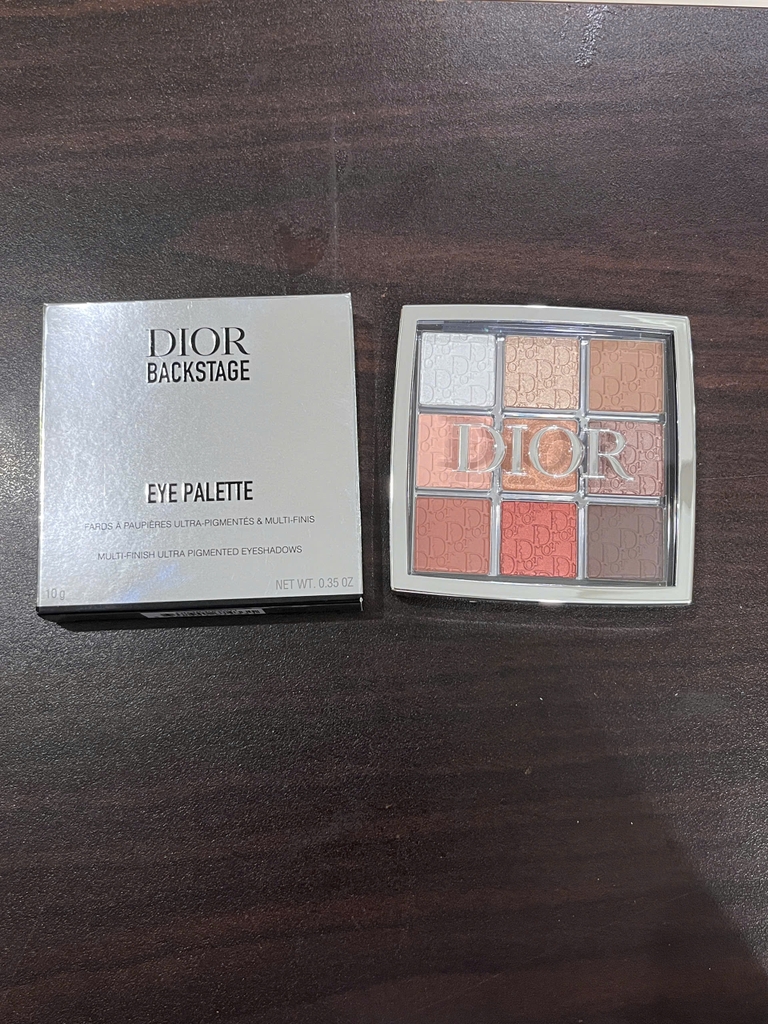 DIOR
BACKSTAGE
EYE PALETTE
FARDS À PAUPIÈRES ULTRA-PIGMENTÉS & MULTI-FINIS
MULTI-FINISH ULTRA PIGMENTED EYESHADOWS
10 g
NET WT. 0.35 OZ
DIOR